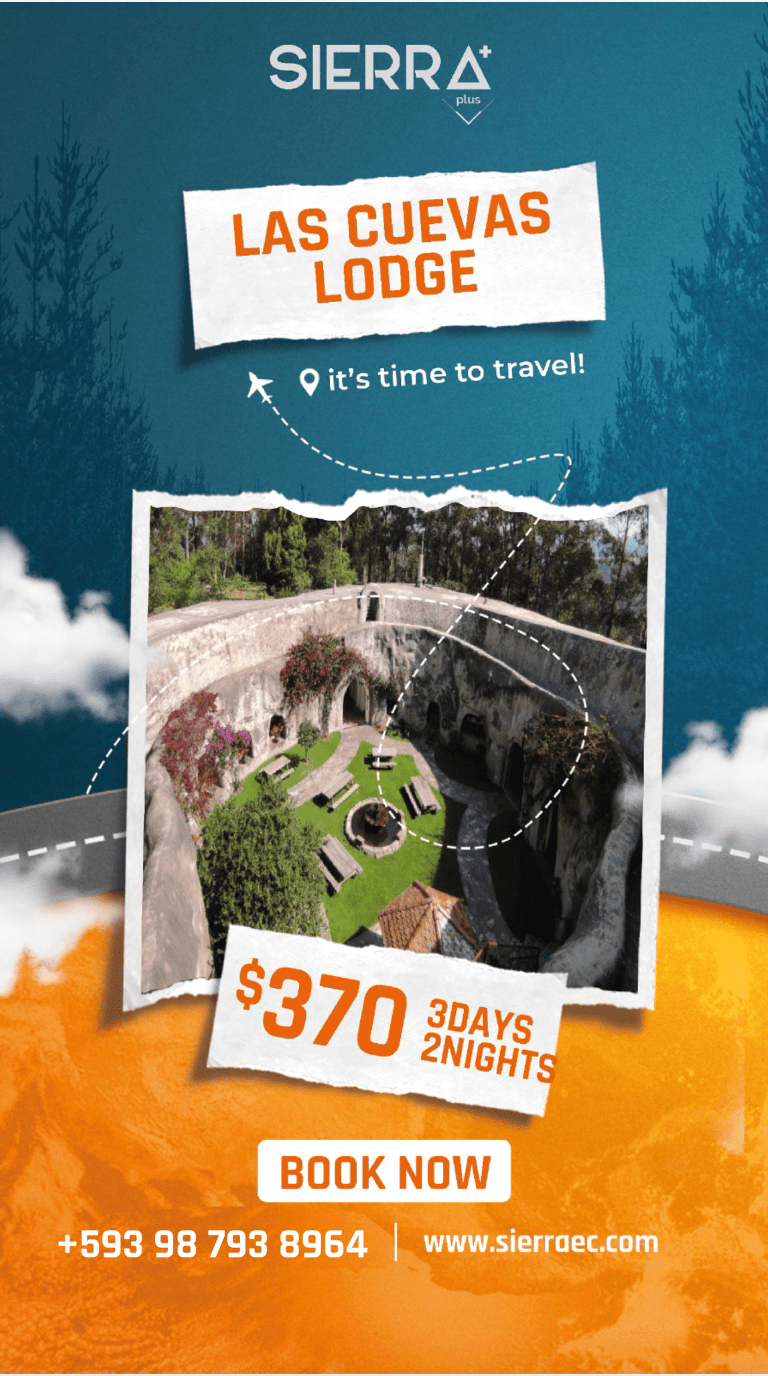 SIERRA+
plus
LAS CUEVAS
LODGE
it's time to travel!
$370
3DAYS
2NIGHTS
BOOK NOW
+593 98 793 8964 | www.sierraec.com